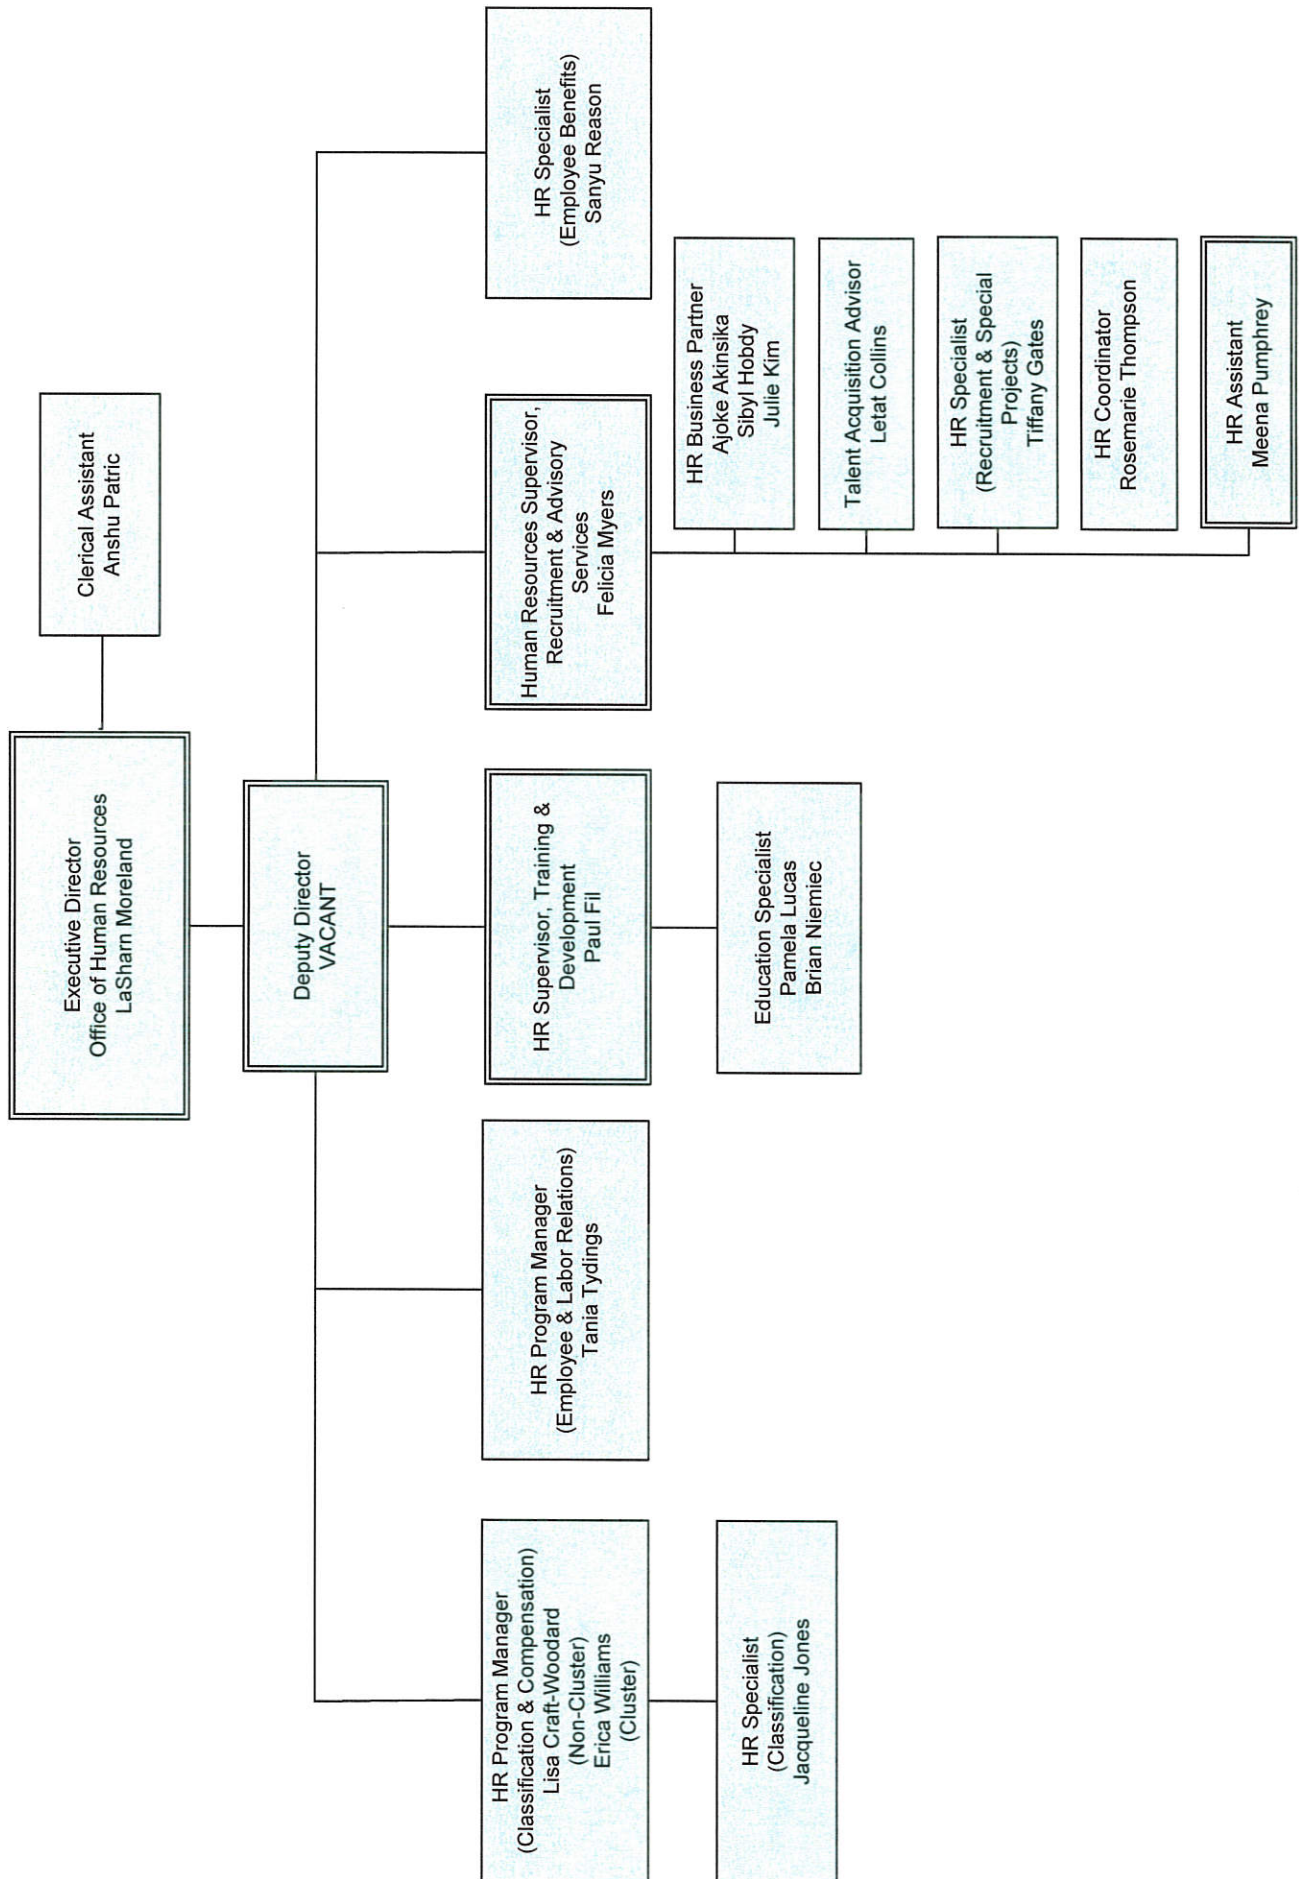 Executive Director
Office of Human Resources
LaSharn Moreland
Clerical Assistant
Anshu Patric
Deputy Director
VACANT
HR Program Manager
(Classification & Compensation)
Lisa Craft-Woodard
(Non-Cluster)
Erica Williams
(Cluster)
HR Program Manager
(Employee & Labor Relations)
Tania Tydings
HR Supervisor, Training &
Development
Paul Fil
Human Resources Supervisor,
Recruitment & Advisory
Services
Felicia Myers
HR Specialist
(Employee Benefits)
Sanyu Reason
HR Specialist
(Classification)
Jacqueline Jones
Education Specialist
Pamela Lucas
Brian Niemiec
HR Business Partner
Ajoke Akinsika
Sibyl Hobdy
Julie Kim
Talent Acquisition Advisor
Letat Collins
HR Specialist
(Recruitment & Special
Projects)
Tiffany Gates
HR Coordinator
Rosemarie Thompson
HR Assistant
Meena Pumphrey